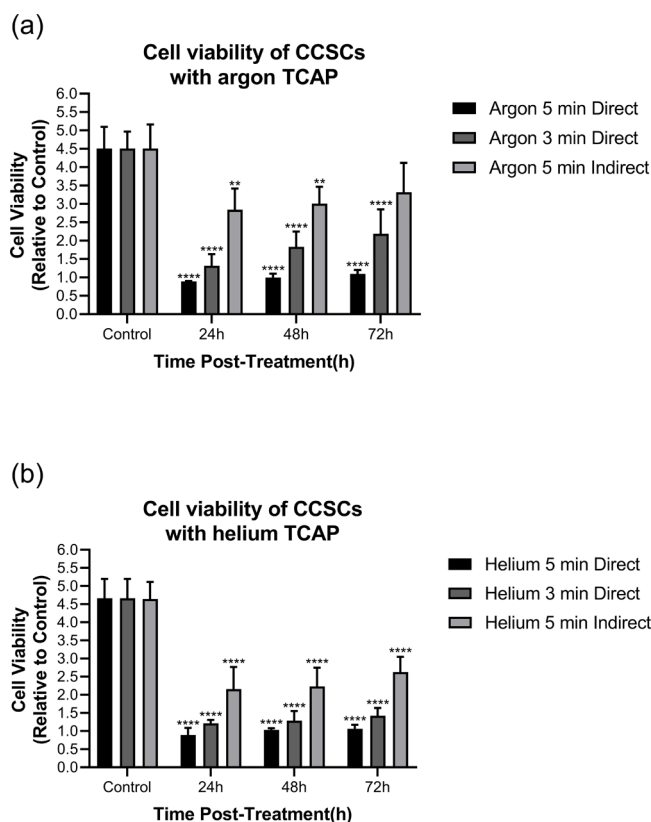 (a)
Cell viability of CCSCs
with argon TCAP
Cell Viability
(Relative to Control)
6.0
5.5
5.0
4.5
4.0
3.5
3.0
2.5
2.0
1.5
1.0
0.5
0.0
**** **** **
**** **** **
**** ****
Control 24h 48h 72h
Time Post-Treatment(h)
Argon 5 min Direct
Argon 3 min Direct
Argon 5 min Indirect
(b)
Cell viability of CCSCs
with helium TCAP
Cell Viability
(Relative to Control)
6.0
5.5
5.0
4.5
4.0
3.5
3.0
2.5
2.0
1.5
1.0
0.5
0.0
**** **** ****
**** **** ****
**** **** ****
Control 24h 48h 72h
Time Post-Treatment(h)
Helium 5 min Direct
Helium 3 min Direct
Helium 5 min Indirect